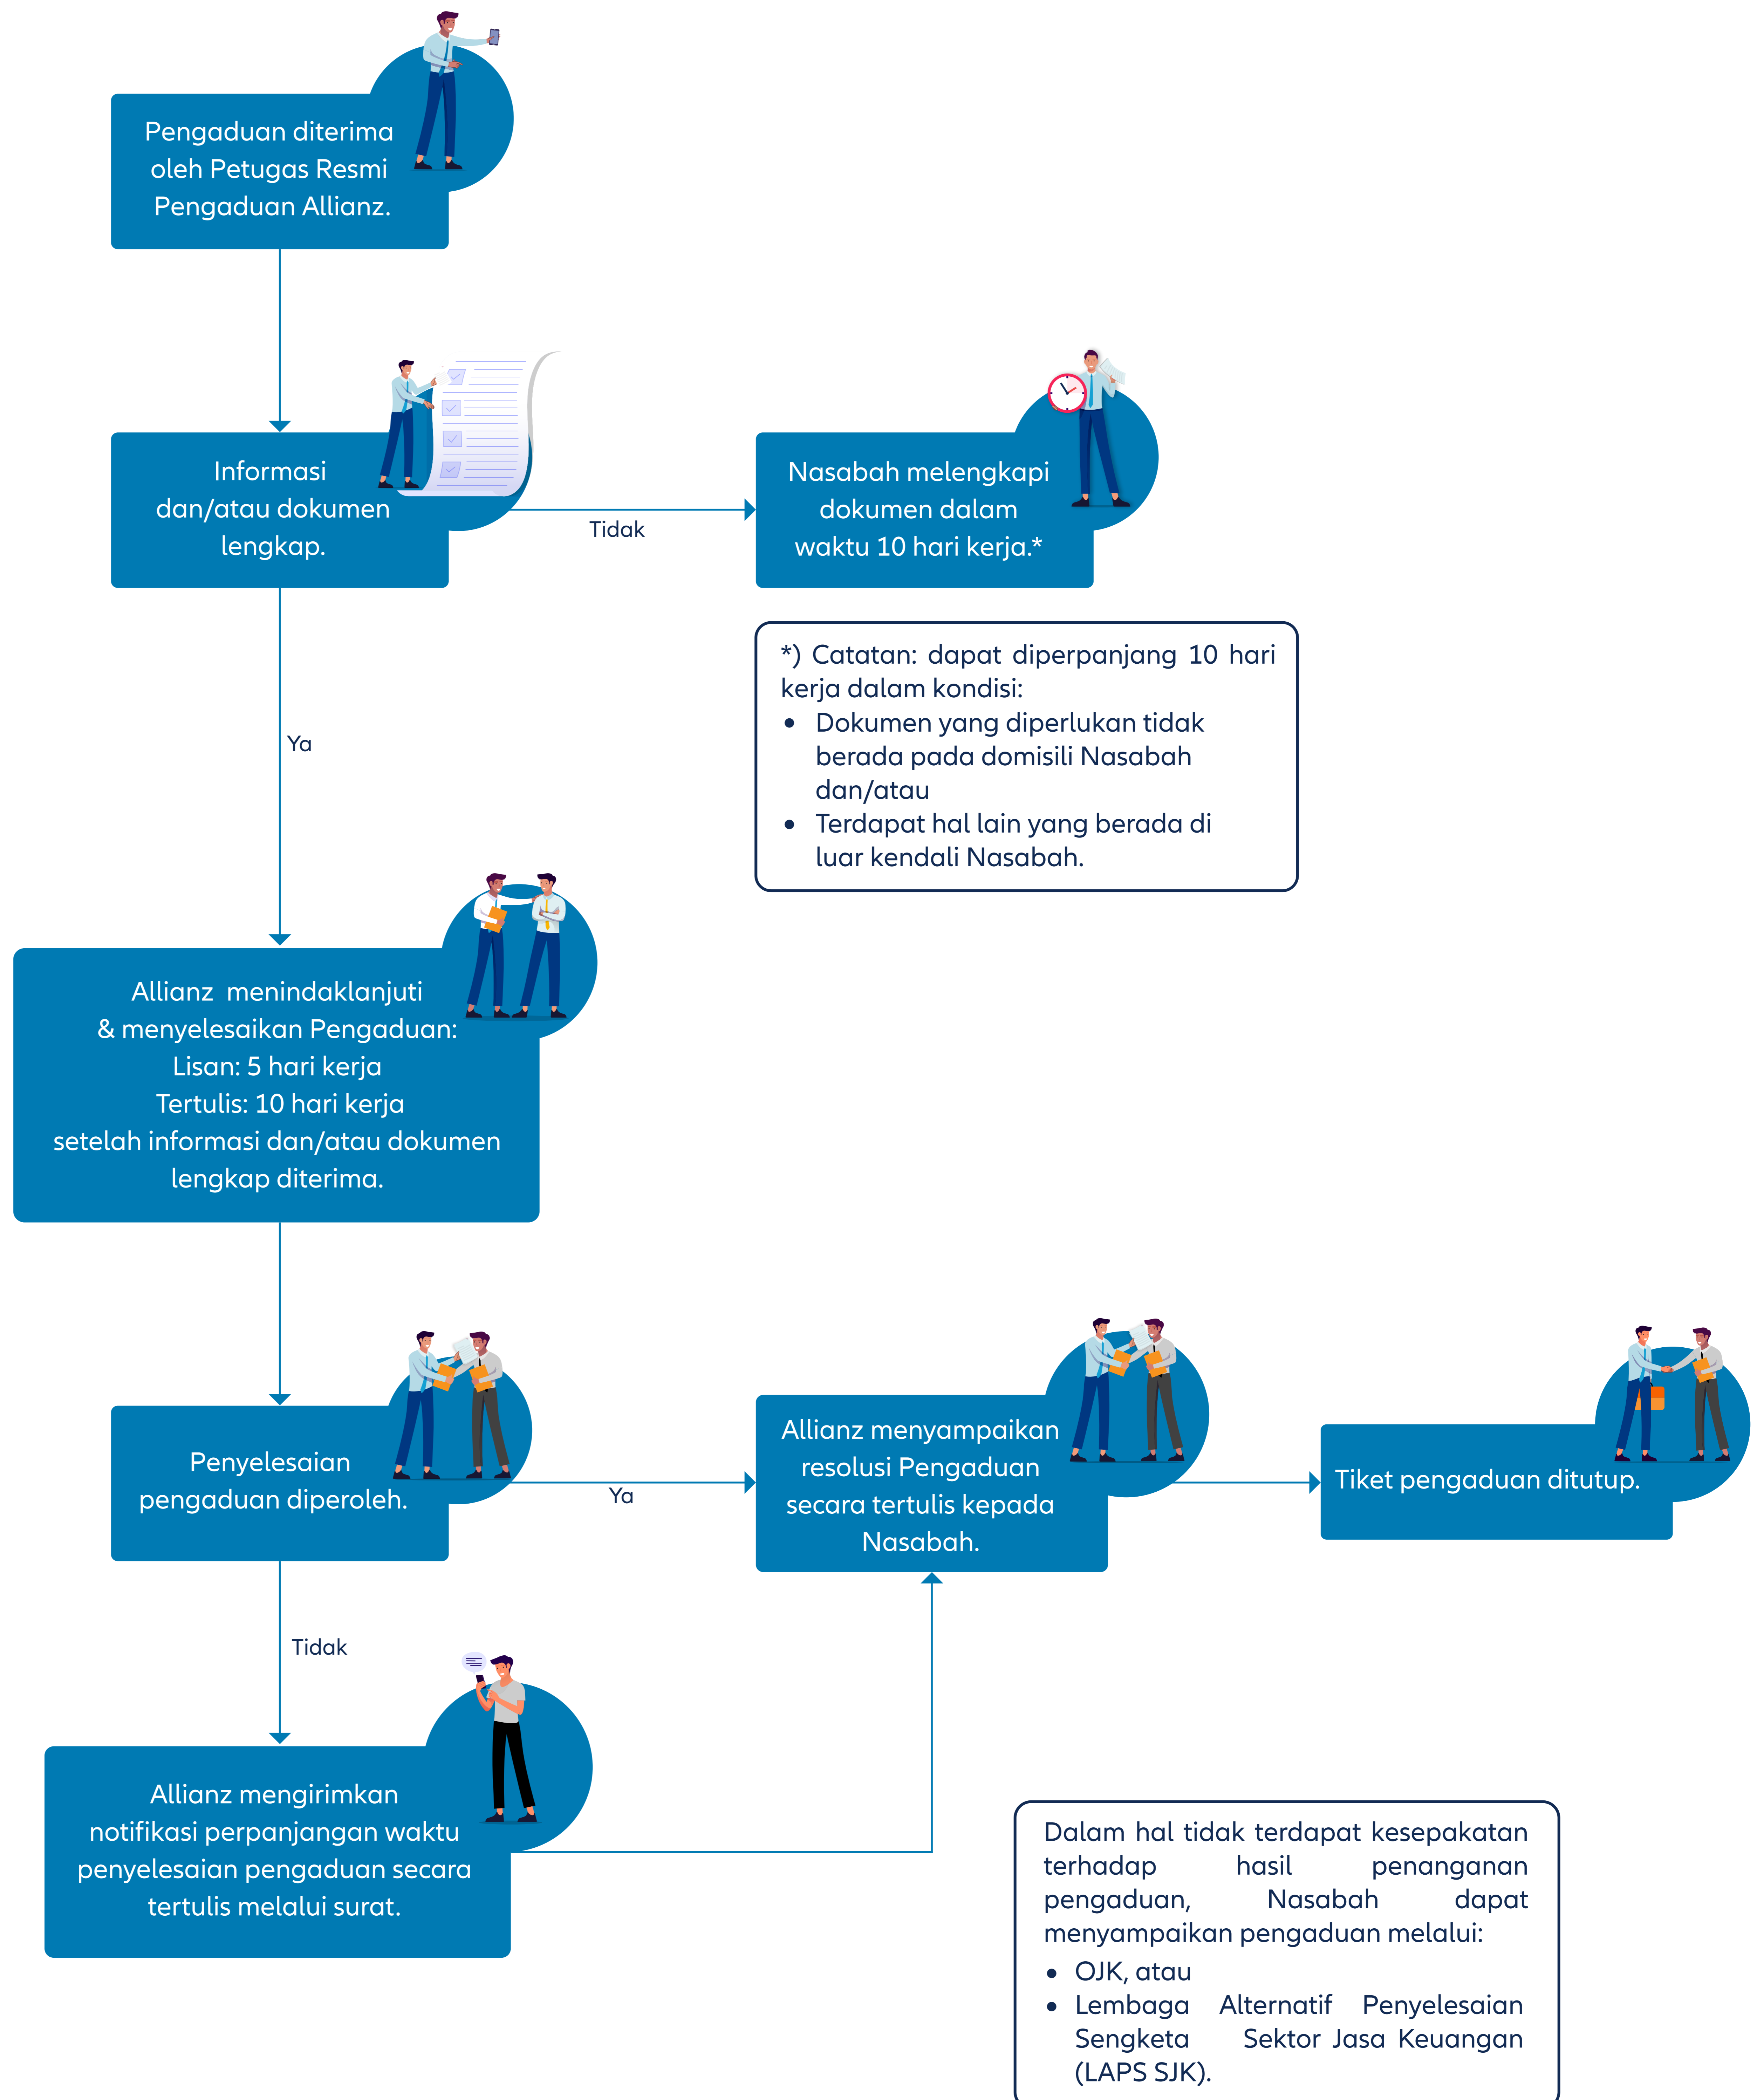 Pengaduan diterima
oleh Petugas Resmi
Pengaduan Allianz.
Informasi
dan/atau dokumen
lengkap.
Tidak
Nasabah melengkapi
dokumen dalam
waktu 10 hari kerja.*
*) Catatan: dapat diperpanjang 10 hari
kerja dalam kondisi:
• Dokumen yang diperlukan tidak
berada pada domisili Nasabah
dan/atau
• Terdapat hal lain yang berada di
luar kendali Nasabah.
Ya
Allianz menindaklanjuti
& menyelesaikan Pengaduan:
Lisan: 5 hari kerja
Tertulis: 10 hari kerja
setelah informasi dan/atau dokumen
lengkap diterima.
Penyelesaian
pengaduan diperoleh.
Ya
Allianz menyampaikan
resolusi Pengaduan
secara tertulis kepada
Nasabah.
Tiket pengaduan ditutup.
Tidak
Allianz mengirimkan
notifikasi perpanjangan waktu
penyelesaian pengaduan secara
tertulis melalui surat.
Dalam hal tidak terdapat kesepakatan
terhadap hasil penanganan
pengaduan, Nasabah dapat
menyampaikan pengaduan melalui:
• OJK, atau
• Lembaga Alternatif Penyelesaian
Sengketa Sektor Jasa Keuangan
(LAPS SJK).